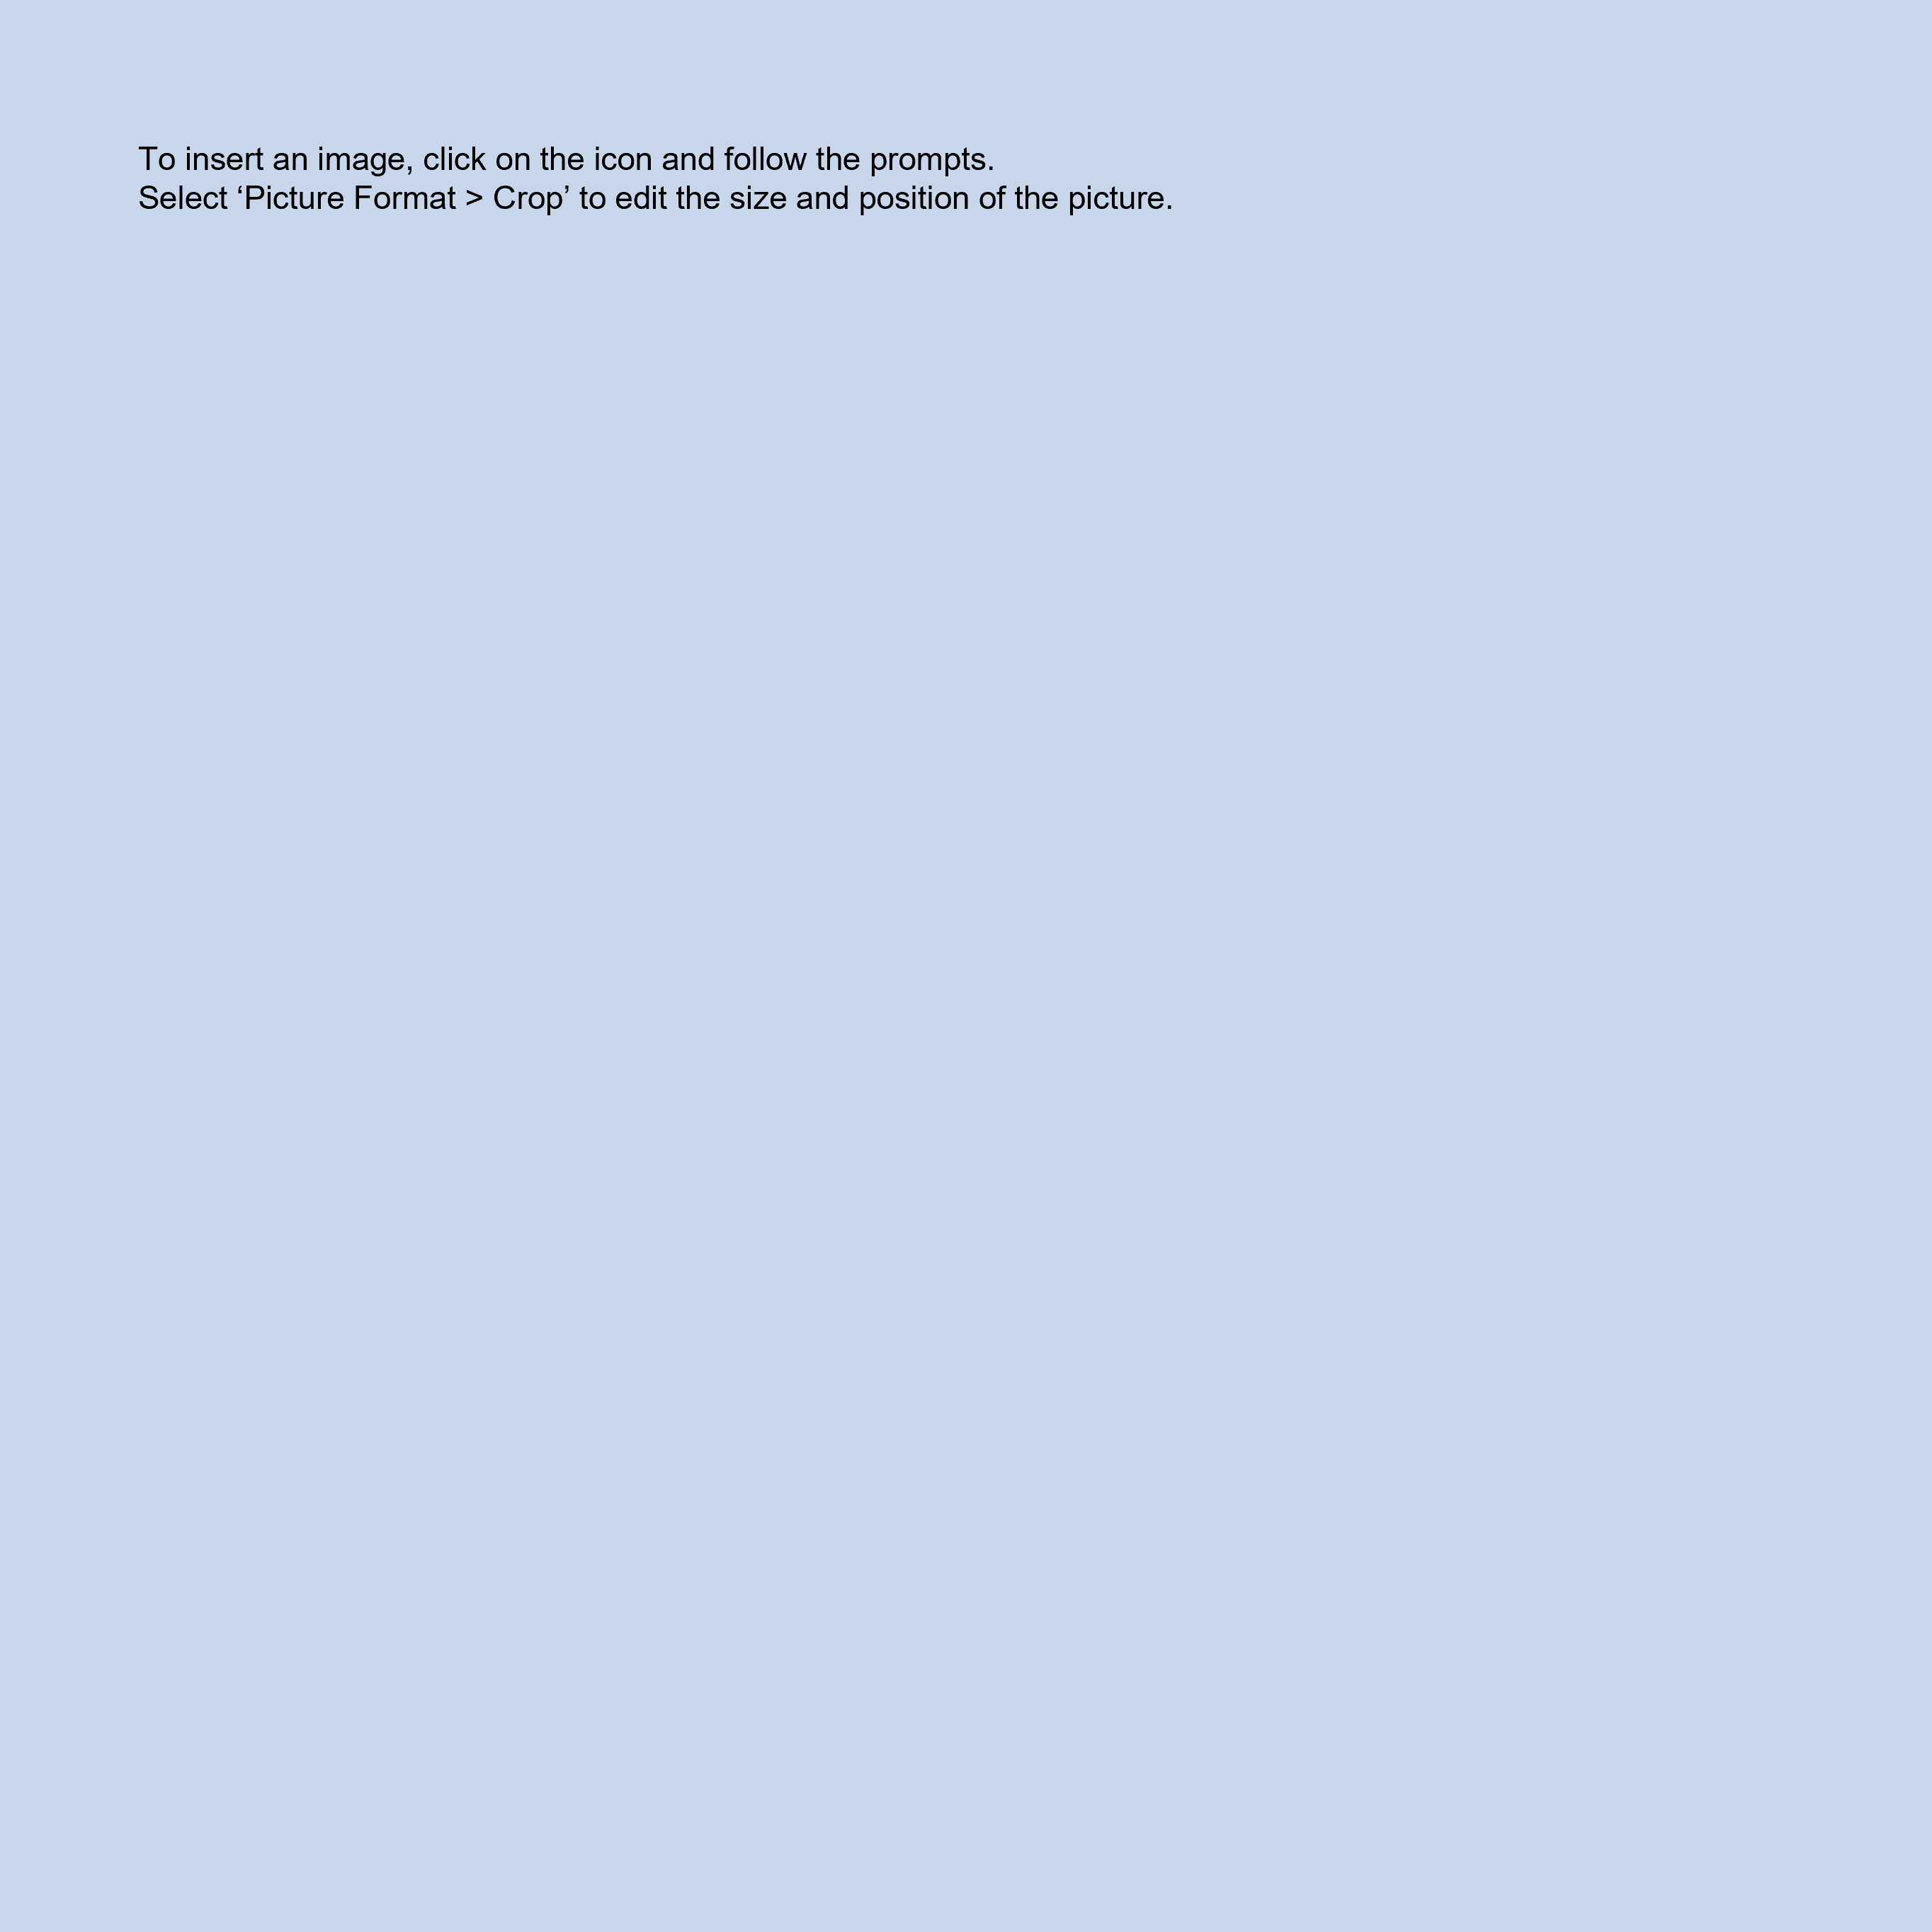 To insert an image, click on the icon and follow the prompts.
Select ‘Picture Format > Crop’ to edit the size and position of the picture.